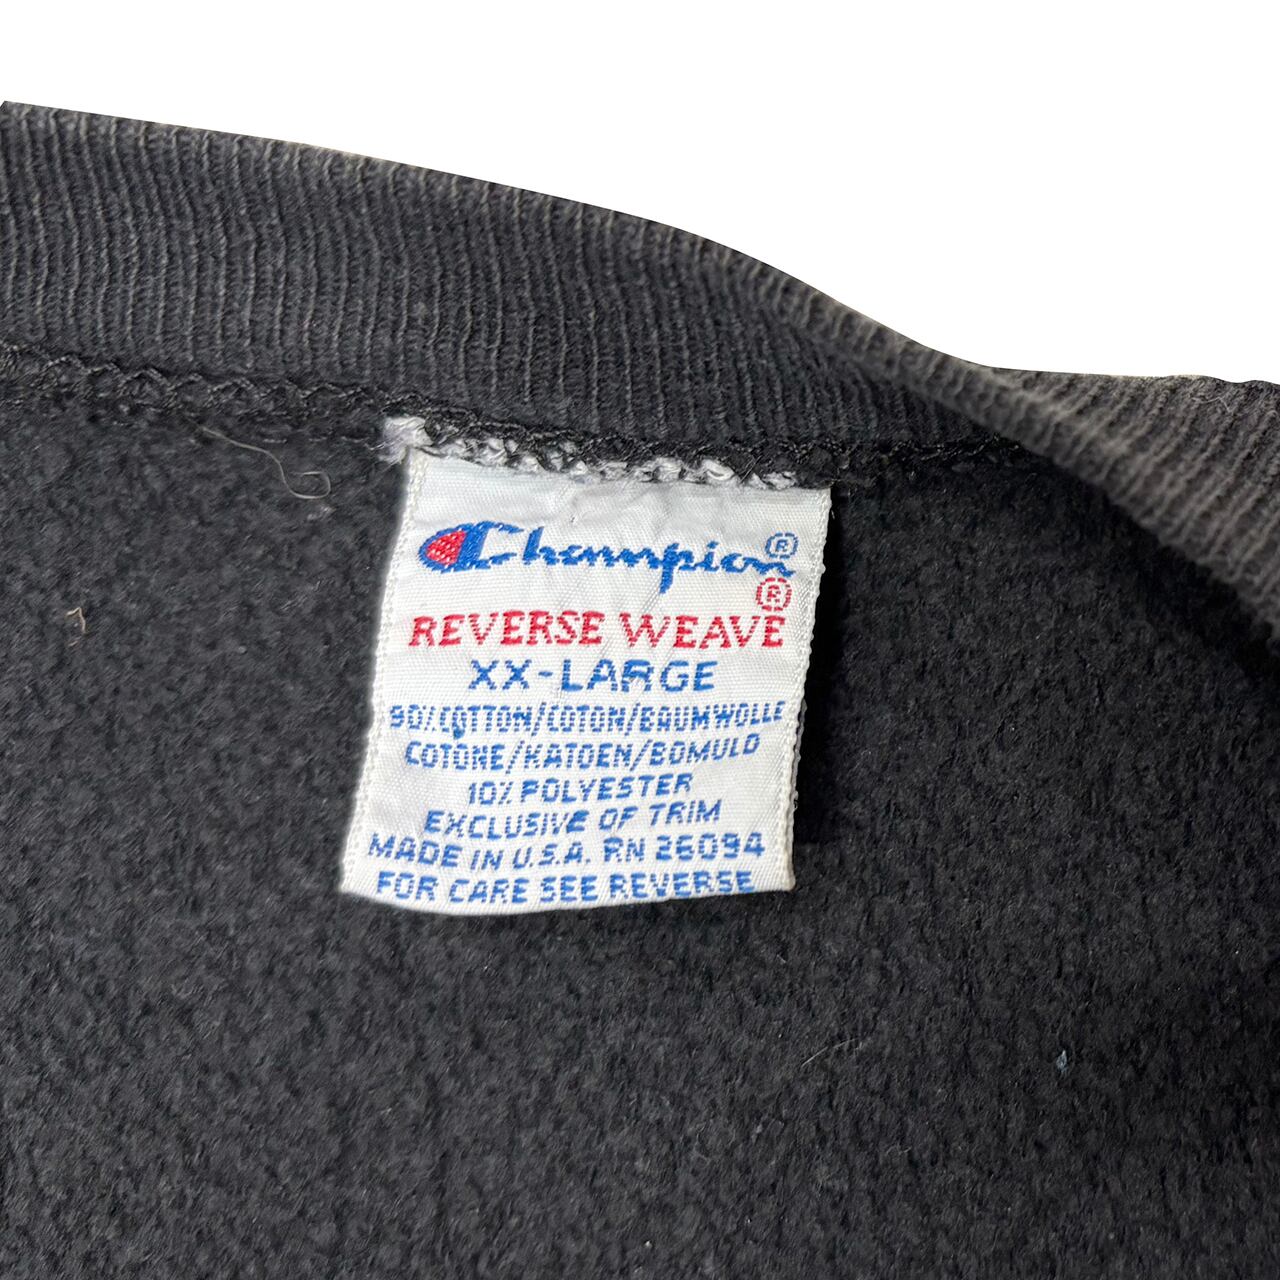 Champion®
®
REVERSE WEAVE
XX-LARGE
90%COTTON/COTON/BAUMWOLLE
COTONE/KATOEN/BOMULD
10% POLYESTER
EXCLUSIVE OF TRIM
MADE IN U.S.A. RN 26094
FOR CARE SEE REVERSE